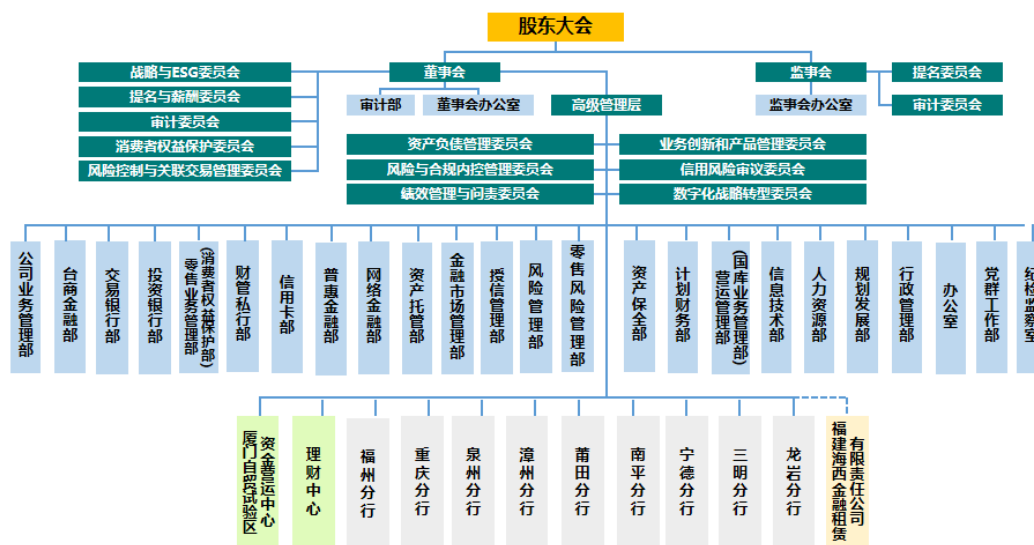 股东大会
战略与ESG委员会
董事会
监事会
提名委员会
提名与薪酬委员会
审计部
董事会办公室
高级管理层
监事会办公室
审计委员会
审计委员会
消费者权益保护委员会
风险控制与关联交易管理委员会
资产负债管理委员会
业务创新和产品管理委员会
风险与合规内控管理委员会
信用风险审议委员会
绩效管理与问责委员会
数字化战略转型委员会
公司业务管理部
台商金融部
交易银行部
投资银行部
零售业务管理部
(消费者权益保护部)
财管私行部
信用卡部
普惠金融部
网络金融部
资产托管部
金融市场管理部
授信管理部
风险管理部
零售风险管理部
资产保全部
计划财务部
营运管理部
(国库业务管理部)
信息技术部
人力资源部
规划发展部
行政管理部
办公室
党群工作部
纪检监察室
厦门自贸试验区
资金营运中心
理财中心
福州分行
重庆分行
泉州分行
漳州分行
莆田分行
南平分行
宁德分行
三明分行
龙岩分行
福建海西金融租赁
有限责任公司